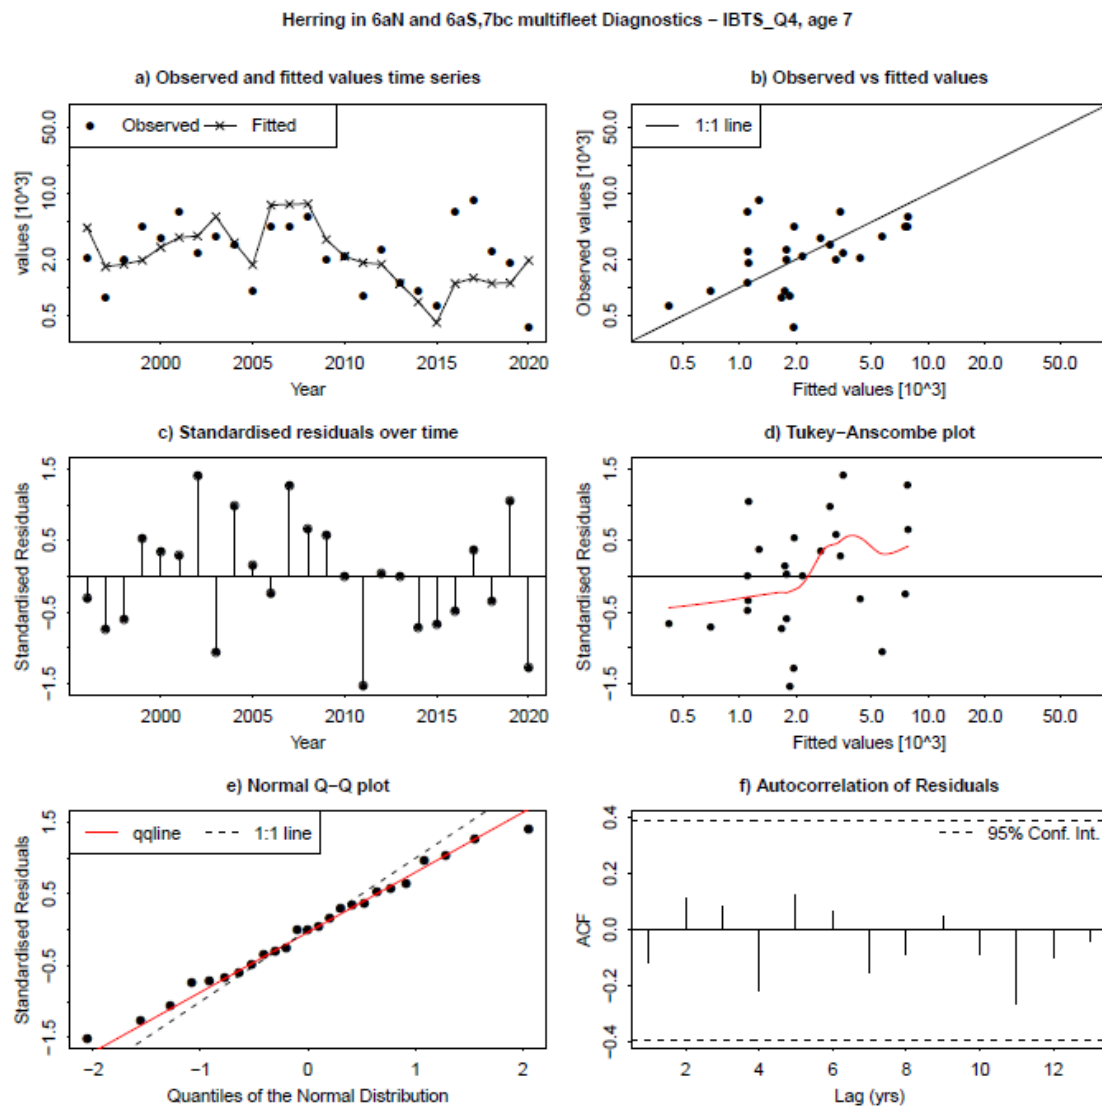 Herring in 6aN and 6aS,7bc multifleet Diagnostics − IBTS_Q4, age 7
a) Observed and fitted values time series
values [10^3]
50.0
10.0
2.0
0.5
Observed
Fitted
2000
2005
2010
2015
2020
Year
b) Observed vs fitted values
Observed values [10^3]
50.0
10.0
2.0
0.5
1:1 line
0.5
1.0
2.0
5.0
10.0
20.0
50.0
Fitted values [10^3]
c) Standardised residuals over time
Standardised Residuals
1.5
0.5
−0.5
−1.5
2000
2005
2010
2015
2020
Year
d) Tukey−Anscombe plot
Standardised Residuals
1.5
0.5
−0.5
−1.5
0.5
1.0
2.0
5.0
10.0
20.0
50.0
Fitted values [10^3]
e) Normal Q−Q plot
Standardised Residuals
1.5
0.5
−0.5
−1.5
qqline
1:1 line
−2
−1
0
1
2
Quantiles of the Normal Distribution
f) Autocorrelation of Residuals
ACF
0.4
0.2
0.0
−0.2
−0.4
95% Conf. Int.
2
4
6
8
10
12
Lag (yrs)